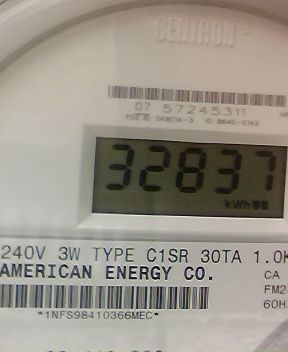 CENTRON
07 57245311
32837
kWh
240V 3W TYPE C1SR 30TA 1.0K
AMERICAN ENERGY CO.
CA
FM2
60H
*1NFS98410366MEC*